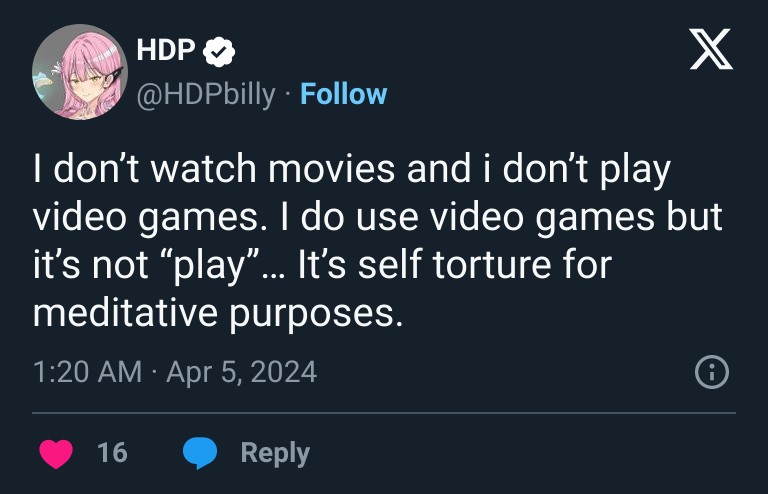 HDP
@HDPbilly · Follow
I don’t watch movies and i don’t play
video games. I do use video games but
it’s not “play”... It’s self torture for
meditative purposes.
1:20 AM · Apr 5, 2024
16 Reply